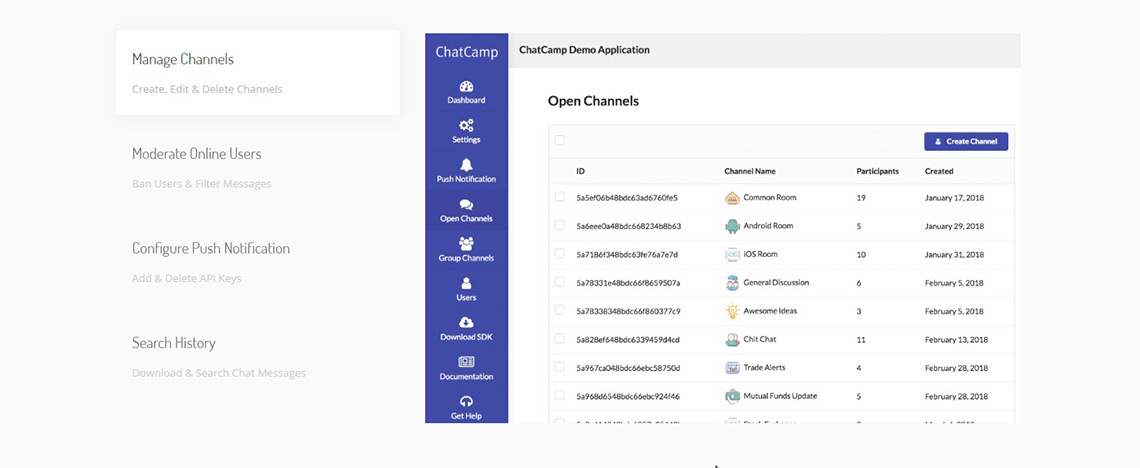 Manage Channels
Create, Edit & Delete Channels
Moderate Online Users
Ban Users & Filter Messages
Configure Push Notification
Add & Delete API Keys
Search History
Download & Search Chat Messages
ChatCamp
Dashboard
Settings
Push Notification
Open Channels
Group Channels
Users
Download SDK
Documentation
Get Help
ChatCamp Demo Application
Open Channels
Create Channel
ID Channel Name Participants Created
5a5ef06b48bdc63ad6760fe5 Common Room 19 January 17, 2018
5a6eee0a48bdc668234b8b63 Android Room 5 January 29, 2018
5a7186f348bdc63fe76a7e7d iOS Room 10 January 31, 2018
5a78331e48bdc66f8659507a General Discussion 6 February 5, 2018
5a78338348bdc66f860377c9 Awesome Ideas 3 February 5, 2018
5a828ef648bdc6339459d4cd Chit Chat 11 February 13, 2018
5a967ca048bdc66ebc58750d Trade Alerts 4 February 28, 2018
5a968d6548bdc66ebc924f46 Mutual Funds Update 5 February 28, 2018